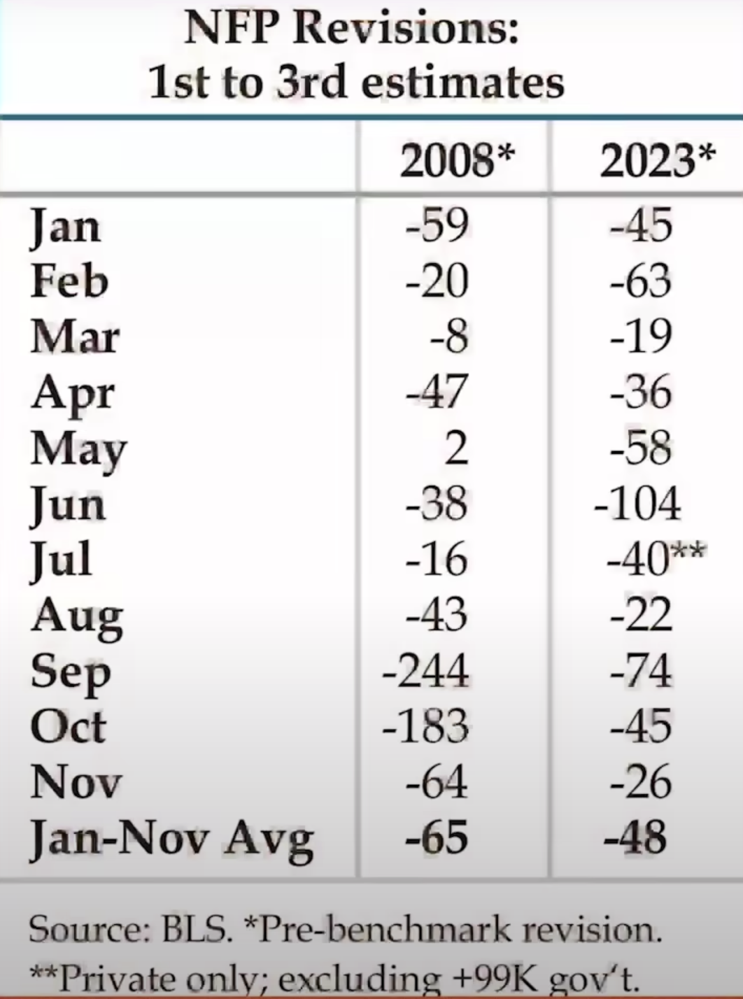 NFP Revisions:
1st to 3rd estimates
2008* 2023*
Jan -59 -45
Feb -20 -63
Mar -8 -19
Apr -47 -36
May 2 -58
Jun -38 -104
Jul -16 -40**
Aug -43 -22
Sep -244 -74
Oct -183 -45
Nov -64 -26
Jan-Nov Avg -65 -48
Source: BLS. *Pre-benchmark revision.
**Private only; excluding +99K gov't.